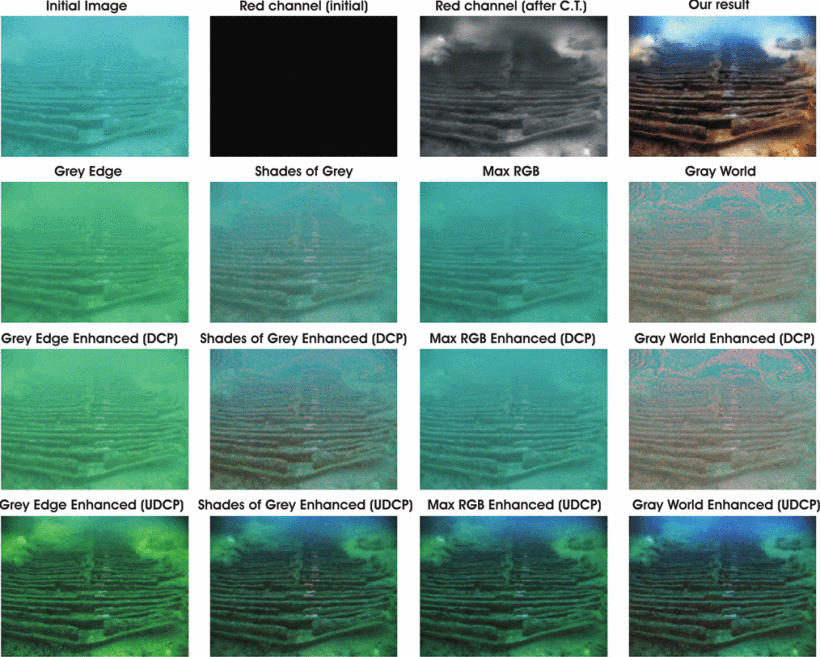 Initial Image
Red channel (initial)
Red channel (after C.T.)
Our result
Grey Edge
Shades of Grey
Max RGB
Gray World
Grey Edge Enhanced (DCP)
Shades of Grey Enhanced (DCP)
Max RGB Enhanced (DCP)
Gray World Enhanced (DCP)
Grey Edge Enhanced (UDCP)
Shades of Grey Enhanced (UDCP)
Max RGB Enhanced (UDCP)
Gray World Enhanced (UDCP)